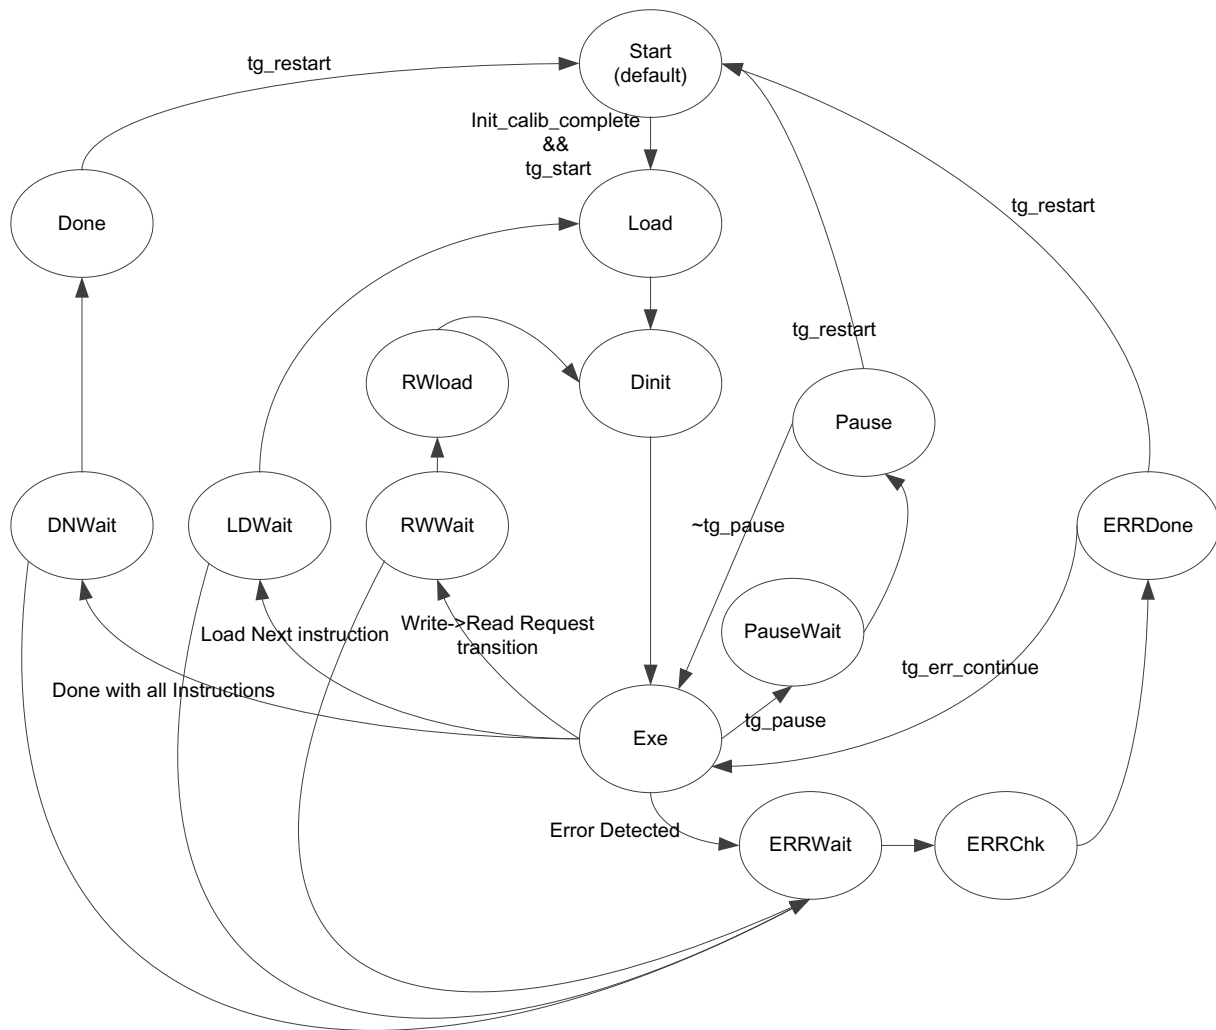 Start
(default)
tg_restart
Init_calib_complete
&&
tg_start
Done
Load
tg_restart
tg_restart
RWload
Dinit
Pause
DNWait
LDWait
RWWait
~tg_pause
ERRDone
Load Next instruction
Write->Read Request
transition
PauseWait
Done with all Instructions
tg_err_continue
Exe
tg_pause
Error Detected
ERRWait
ERRChk